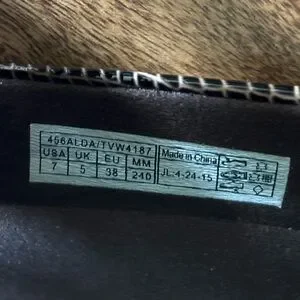 456ALDA/TVW4187
USA UK EU MM
7 5 38 240
Made in China
JL:4-24-15